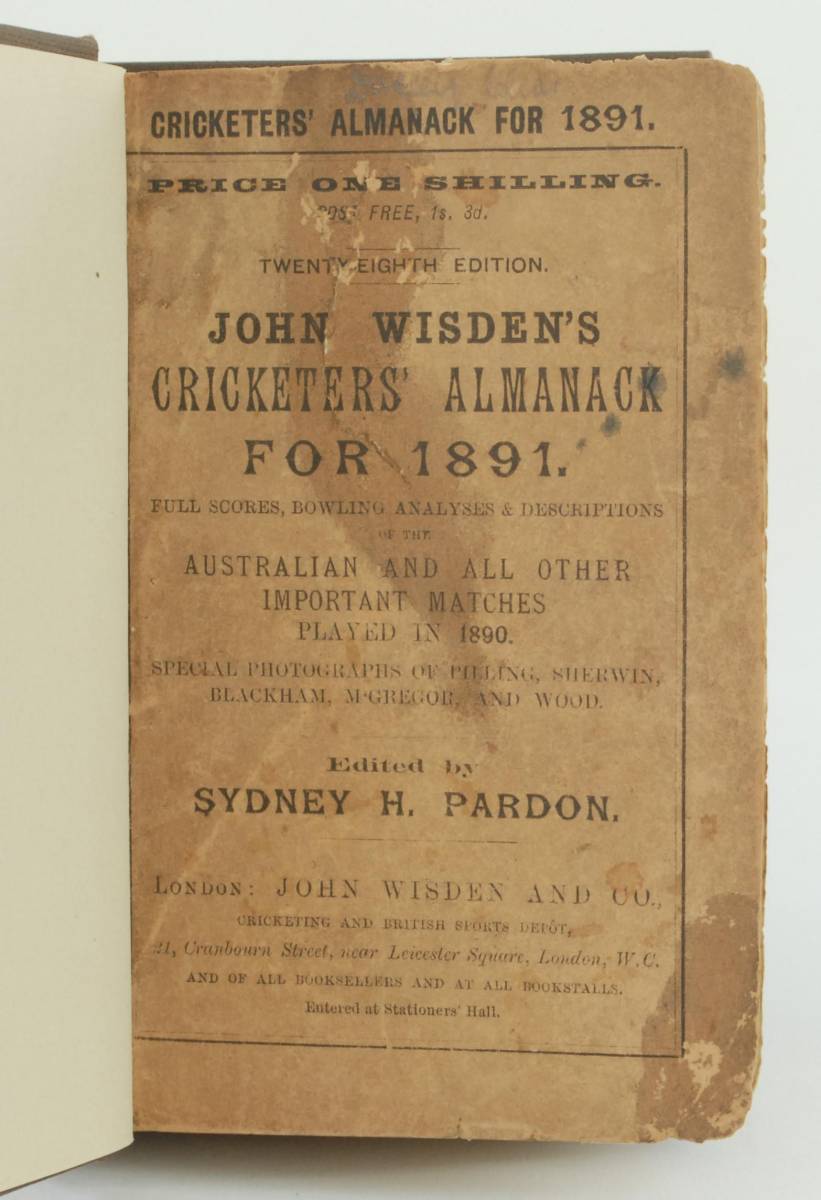 CRICKETERS' ALMANACK FOR 1891.
PRICE ONE SHILLING.
POST FREE, 1s. 3d.
TWENTY-EIGHTH EDITION.
JOHN WISDEN'S
CRICKETERS' ALMANACK
FOR 1891.
FULL SCORES, BOWLING ANALYSES & DESCRIPTIONS
OF THE
AUSTRALIAN AND ALL OTHER
IMPORTANT MATCHES
PLAYED IN 1890.
SPECIAL PHOTOGRAPHS OF PILLING, SHERWIN,
BLACKHAM, M'GREGOR, AND WOOD.
Edited by
SYDNEY H. PARDON.
LONDON: JOHN WISDEN AND CO.,
CRICKETING AND BRITISH SPORTS DEPÔT,
21, Cranbourn Street, near Leicester Square, London, W.C.
AND OF ALL BOOKSELLERS AND AT ALL BOOKSTALLS.
Entered at Stationers' Hall.